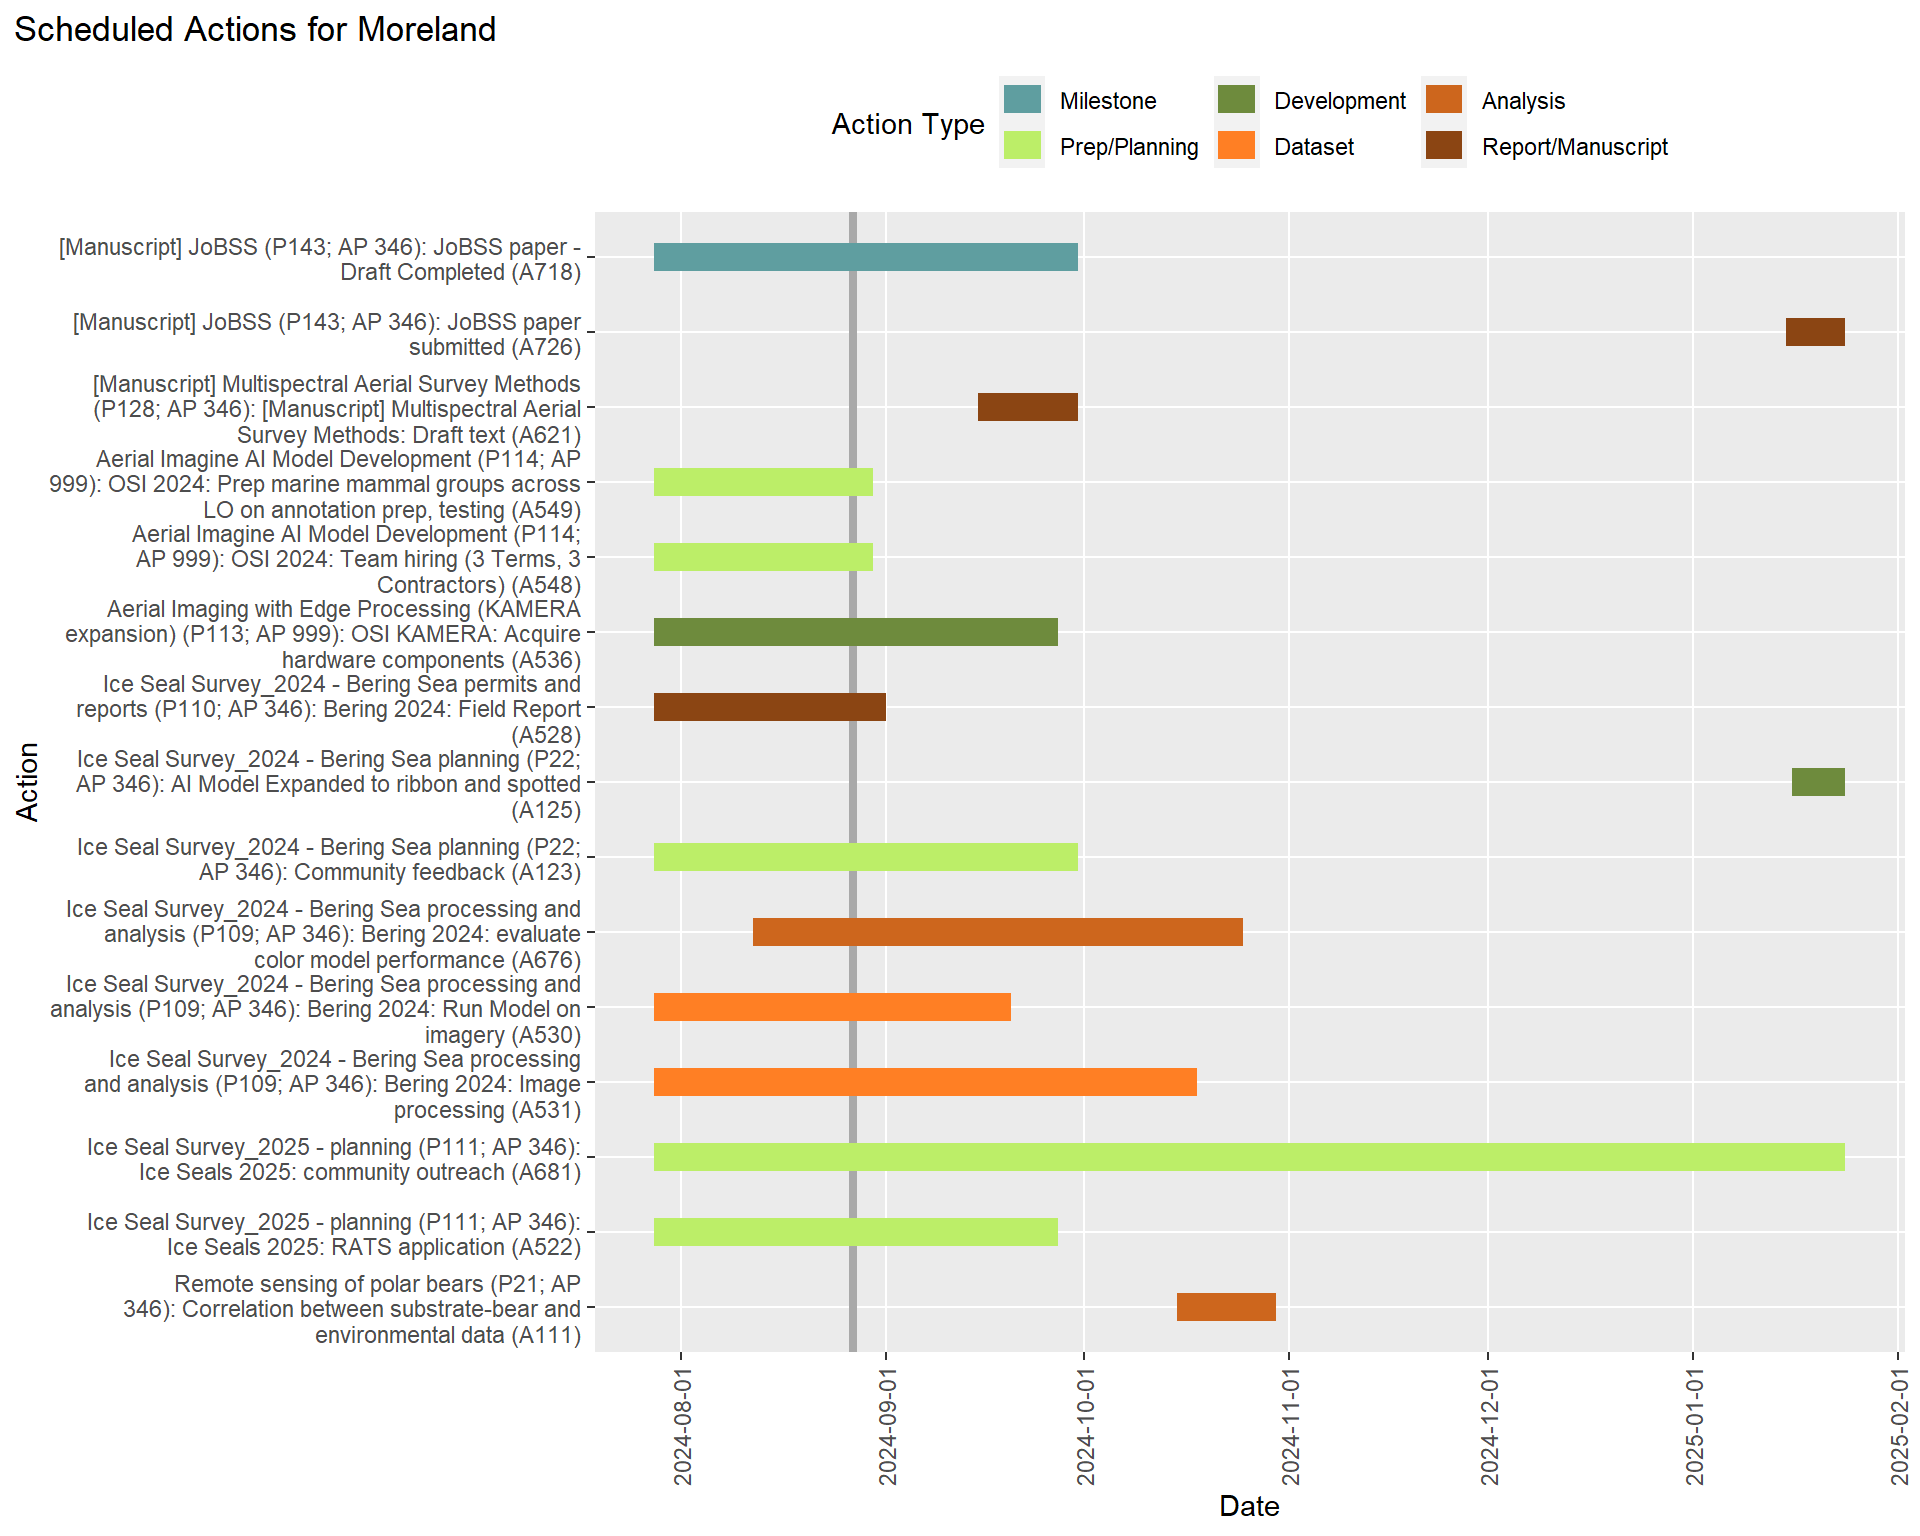 Scheduled Actions for Moreland
Action Type
Milestone
Development
Analysis
Prep/Planning
Dataset
Report/Manuscript
[Manuscript] JoBSS (P143; AP 346): JoBSS paper -
Draft Completed (A718)
[Manuscript] JoBSS (P143; AP 346): JoBSS paper
submitted (A726)
[Manuscript] Multispectral Aerial Survey Methods
(P128; AP 346): [Manuscript] Multispectral Aerial
Survey Methods: Draft text (A621)
Aerial Imagine AI Model Development (P114; AP
999): OSI 2024: Prep marine mammal groups across
LO on annotation prep, testing (A549)
Aerial Imagine AI Model Development (P114;
AP 999): OSI 2024: Team hiring (3 Terms, 3
Contractors) (A548)
Aerial Imaging with Edge Processing (KAMERA
expansion) (P113; AP 999): OSI KAMERA: Acquire
hardware components (A536)
Ice Seal Survey_2024 - Bering Sea permits and
reports (P110; AP 346): Bering 2024: Field Report
(A528)
Ice Seal Survey_2024 - Bering Sea planning (P22;
AP 346): AI Model Expanded to ribbon and spotted
(A125)
Ice Seal Survey_2024 - Bering Sea planning (P22;
AP 346): Community feedback (A123)
Ice Seal Survey_2024 - Bering Sea processing and
analysis (P109; AP 346): Bering 2024: evaluate
color model performance (A676)
Ice Seal Survey_2024 - Bering Sea processing and
analysis (P109; AP 346): Bering 2024: Run Model on
imagery (A530)
Ice Seal Survey_2024 - Bering Sea processing
and analysis (P109; AP 346): Bering 2024: Image
processing (A531)
Ice Seal Survey_2025 - planning (P111; AP 346):
Ice Seals 2025: community outreach (A681)
Ice Seal Survey_2025 - planning (P111; AP 346):
Ice Seals 2025: RATS application (A522)
Remote sensing of polar bears (P21; AP
346): Correlation between substrate-bear and
environmental data (A111)
Action
2024-08-01
2024-09-01
2024-10-01
2024-11-01
2024-12-01
2025-01-01
2025-02-01
Date